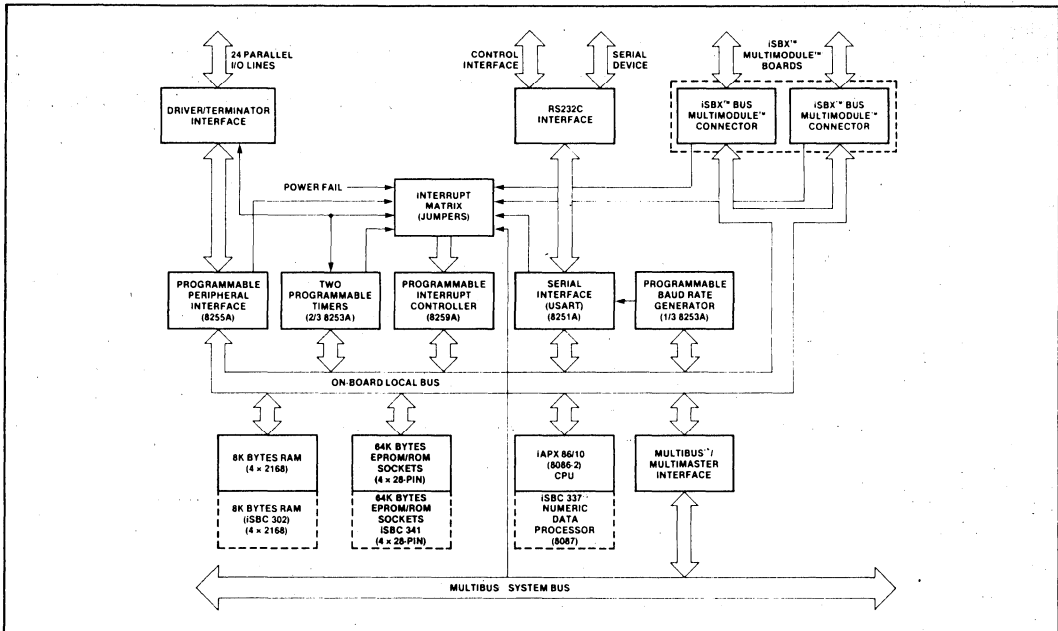 24 PARALLEL
I/O LINES
CONTROL
INTERFACE
SERIAL
DEVICE
iSBX™
MULTIMODULE™
BOARDS
DRIVER/TERMINATOR
INTERFACE
RS232C
INTERFACE
iSBX™ BUS
MULTIMODULE™
CONNECTOR
iSBX™ BUS
MULTIMODULE™
CONNECTOR
POWER FAIL
INTERRUPT
MATRIX
(JUMPERS)
PROGRAMMABLE
PERIPHERAL
INTERFACE
(8255A)
TWO
PROGRAMMABLE
TIMERS
(2/3 8253A)
PROGRAMMABLE
INTERRUPT
CONTROLLER
(8259A)
SERIAL
INTERFACE
(USART)
(8251A)
PROGRAMMABLE
BAUD RATE
GENERATOR
(1/3 8253A)
ON-BOARD LOCAL BUS
8K BYTES RAM
(4 × 2168)
64K BYTES
EPROM/ROM
SOCKETS
(4 × 28-PIN)
iAPX 86/10
(8086-2)
CPU
MULTIBUS™/
MULTIMASTER
INTERFACE
8K BYTES RAM
(iSBC 302)
(4 × 2168)
64K BYTES
EPROM/ROM
SOCKETS
iSBC 341
(4 × 28-PIN)
iSBC 337™
NUMERIC
DATA
PROCESSOR
(8087)
MULTIBUS SYSTEM BUS